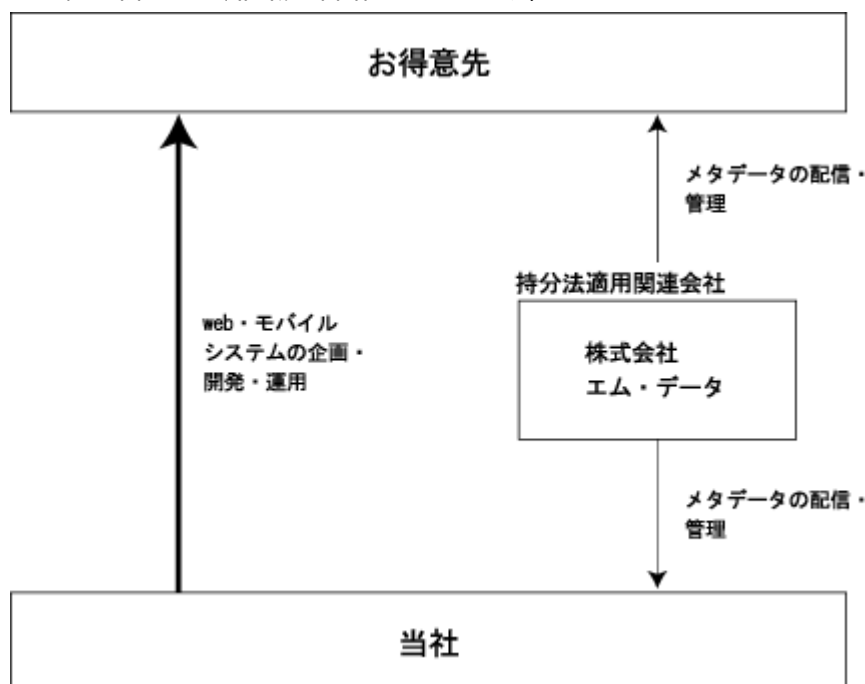 お得意先
メタデータの配信・
管理
持分法適用関連会社
web・モバイル
システムの企画・
開発・運用
株式会社
エム・データ
メタデータの配信・
管理
当社